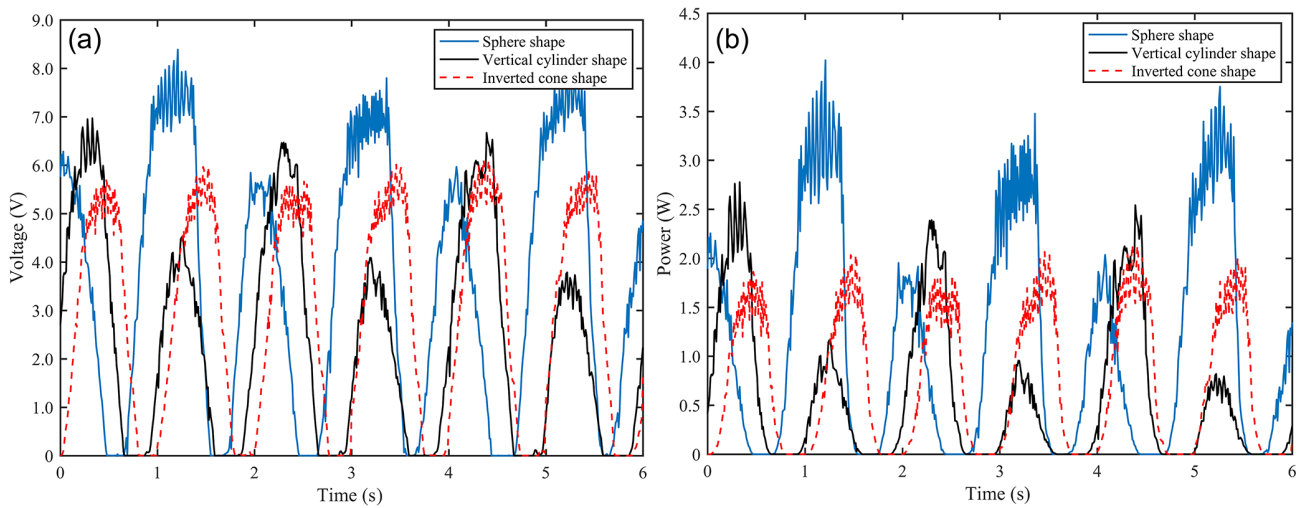 (a)
Sphere shape
Vertical cylinder shape
Inverted cone shape
9.0
8.0
7.0
6.0
5.0
4.0
3.0
2.0
1.0
0
Voltage (V)
0 1 2 3 4 5 6
Time (s)
(b)
Sphere shape
Vertical cylinder shape
Inverted cone shape
4.5
4.0
3.5
3.0
2.5
2.0
1.5
1.0
0.5
0
Power (W)
0 1 2 3 4 5 6
Time (s)